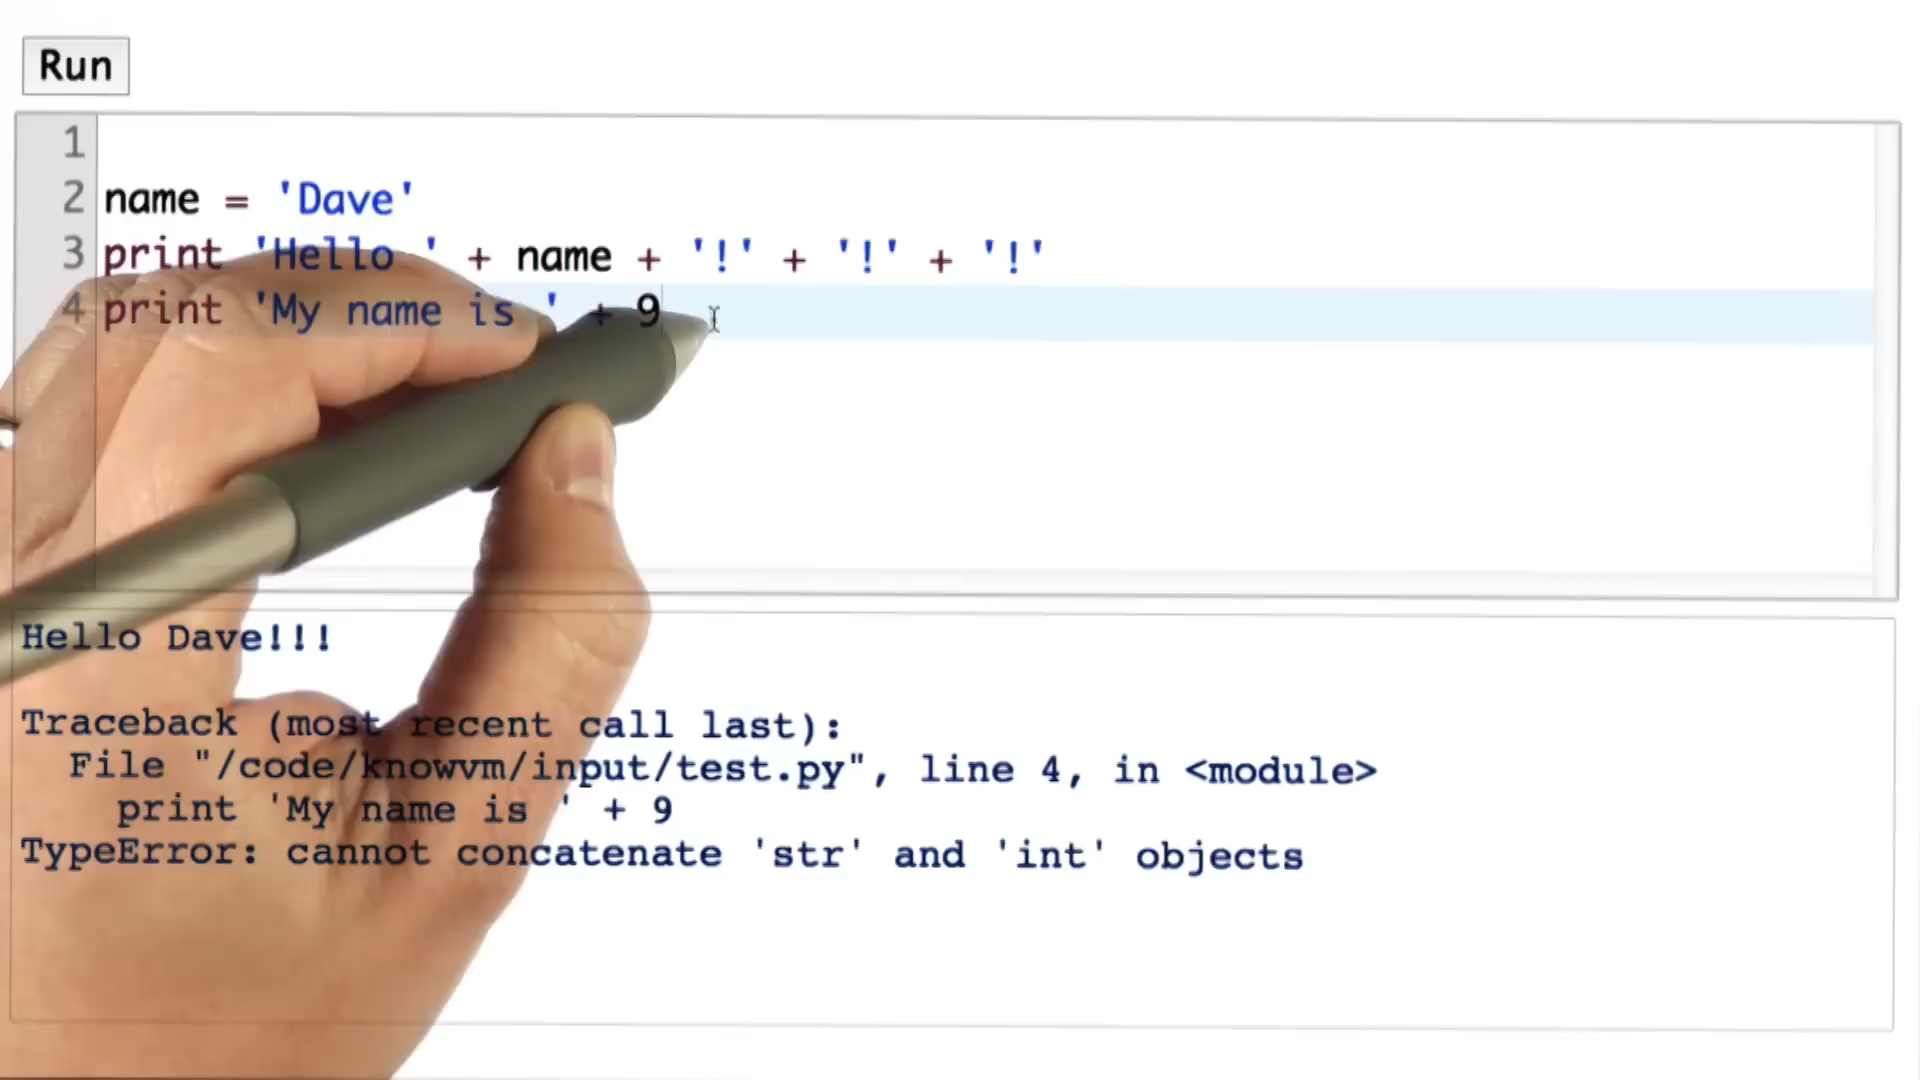 Run
1
2 name = 'Dave'
3 print 'Hello ' + name + '!' + '!' + '!'
4 print 'My name is ' + 9
Hello Dave!!!
Traceback (most recent call last):
File "/code/knowvm/input/test.py", line 4, in <module>
print 'My name is ' + 9
TypeError: cannot concatenate 'str' and 'int' objects